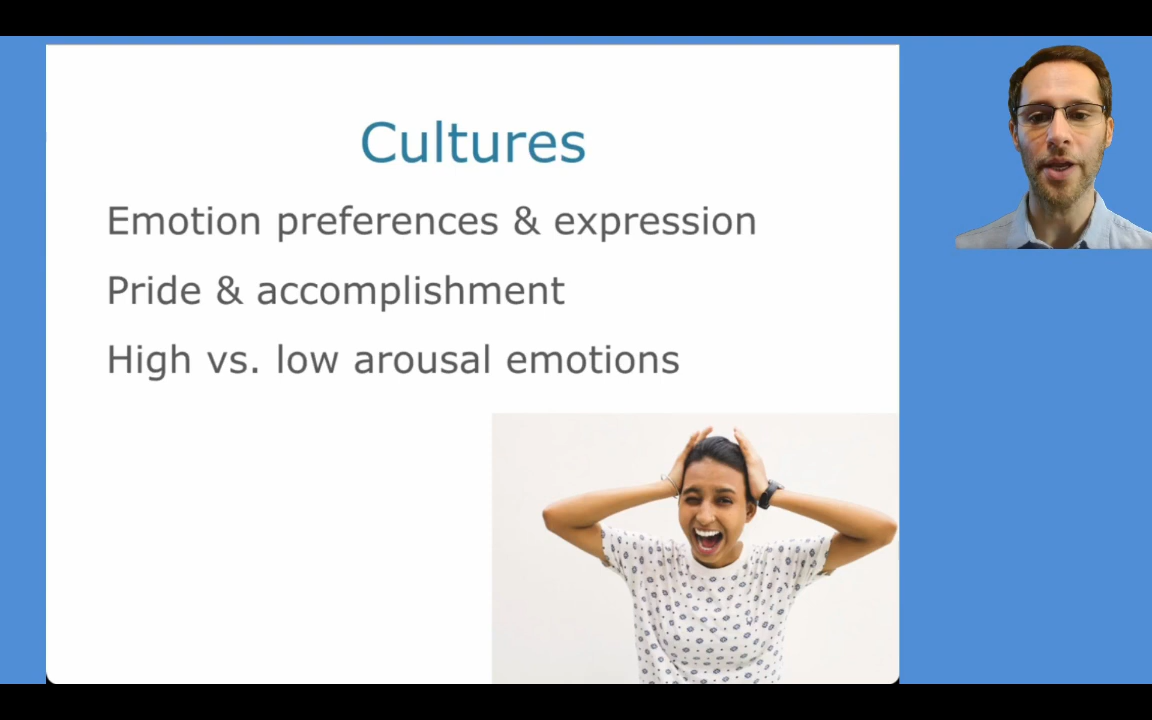 Cultures
Emotion preferences & expression
Pride & accomplishment
High vs. low arousal emotions